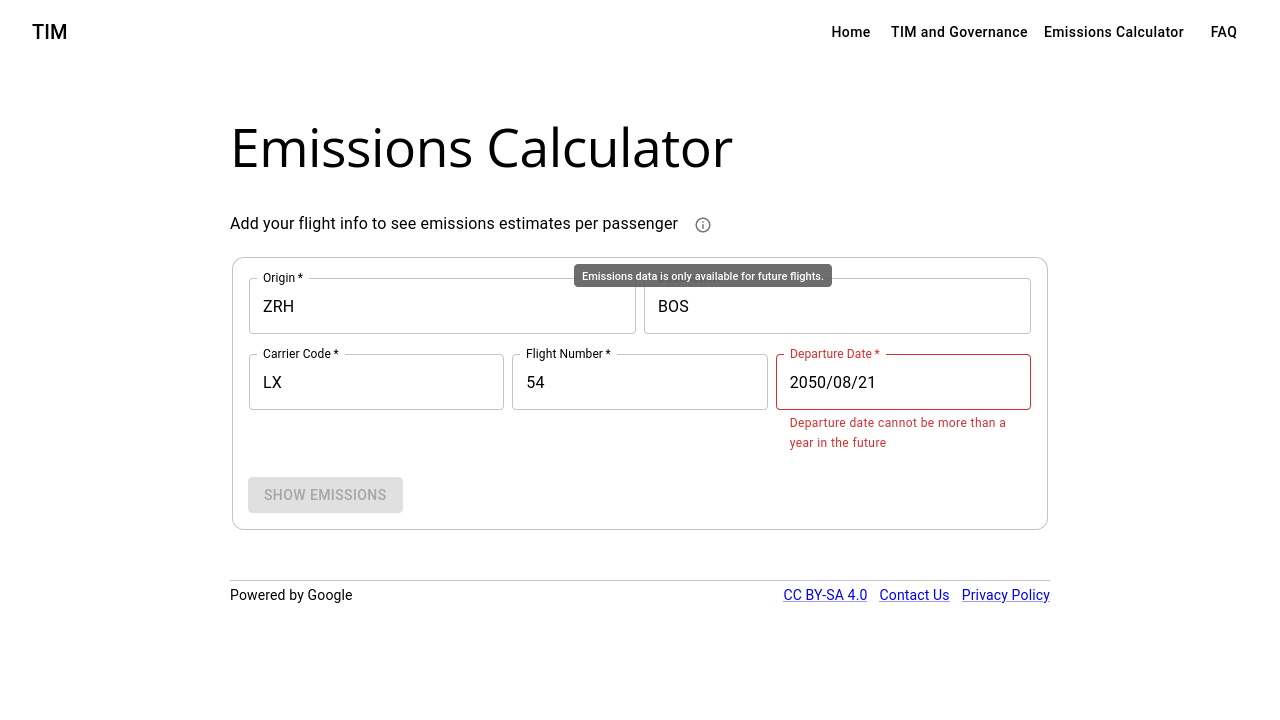 TIM
Home
TIM and Governance
Emissions Calculator
FAQ
Emissions Calculator
Add your flight info to see emissions estimates per passenger
Emissions data is only available for future flights.
Origin *
ZRH
BOS
Carrier Code *
LX
Flight Number *
54
Departure Date *
2050/08/21
Departure date cannot be more than a
year in the future
SHOW EMISSIONS
Powered by Google
CC BY-SA 4.0
Contact Us
Privacy Policy